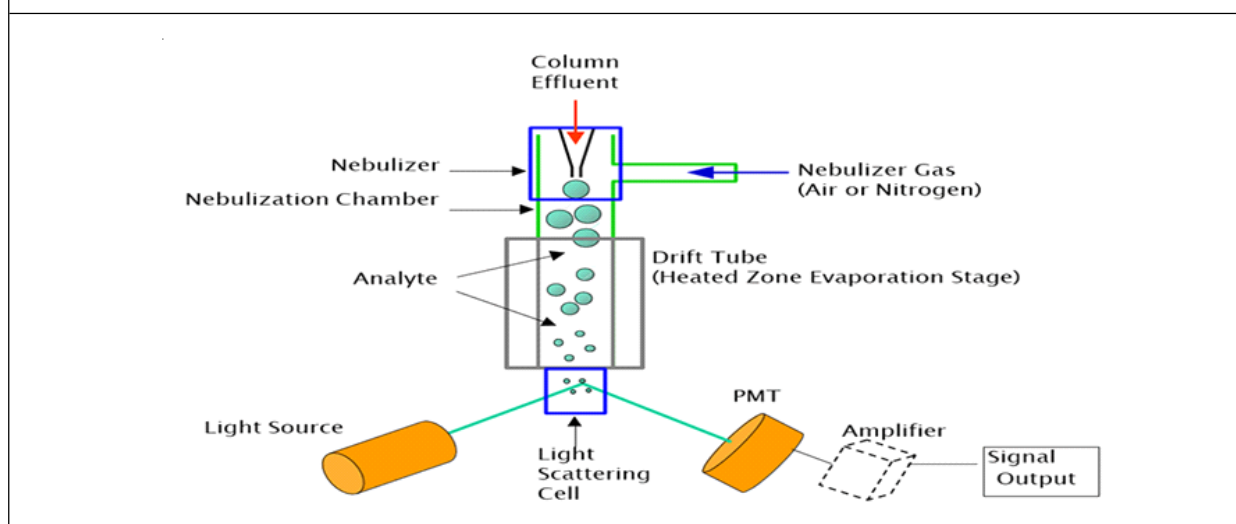 Column
Effluent
Nebulizer
Nebulizer Gas
(Air or Nitrogen)
Nebulization Chamber
Drift Tube
(Heated Zone Evaporation Stage)
Analyte
PMT
Light Source
Amplifier
Light
Scattering
Cell
Signal
Output